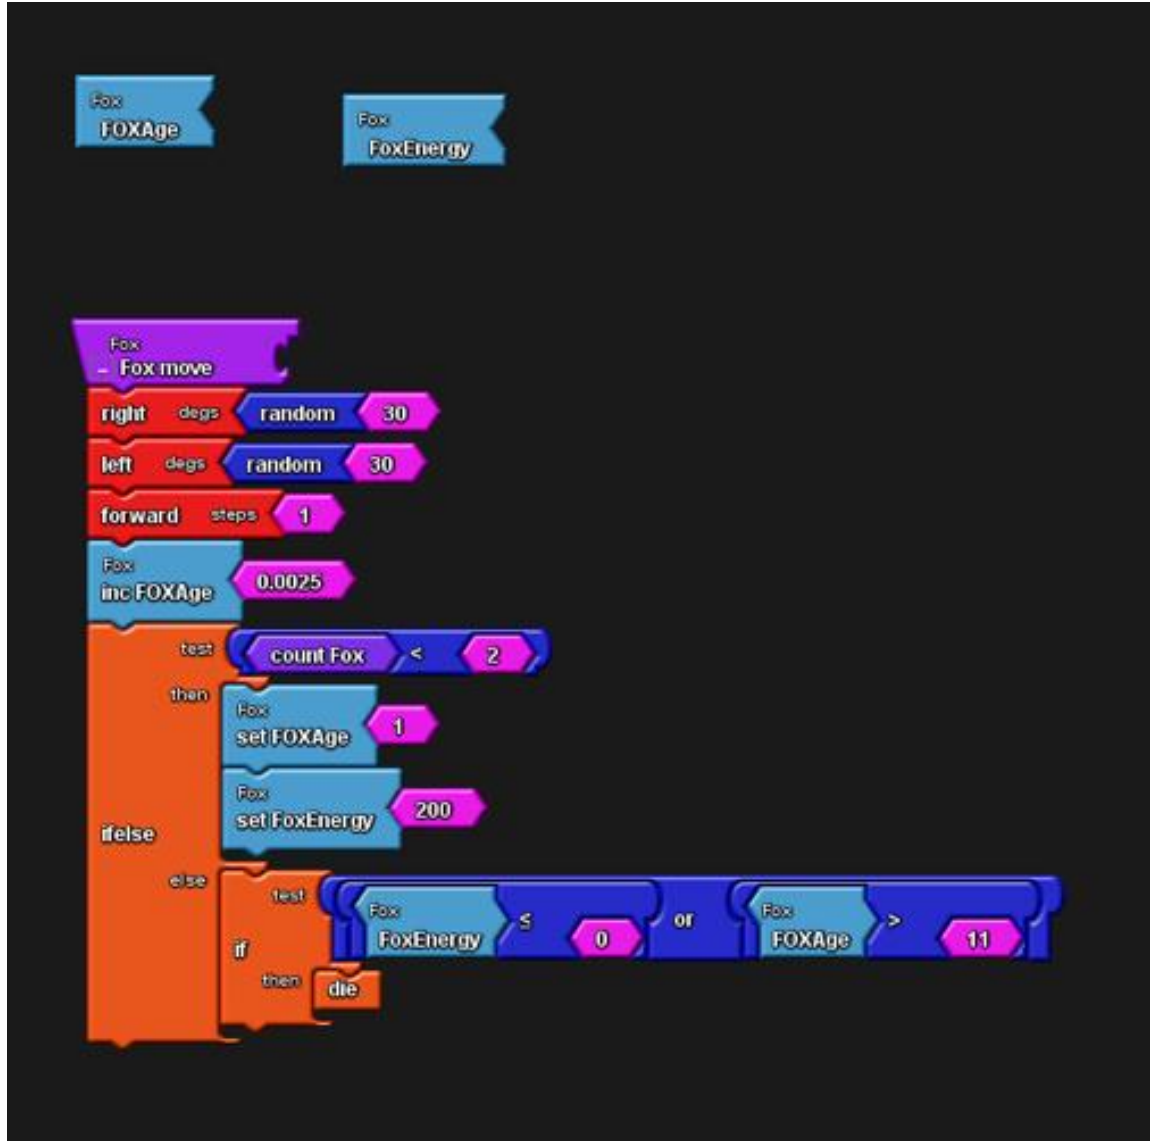 Fox
FOXAge
Fox
FoxEnergy
Fox
– Fox move
right degs random 30
left degs random 30
forward steps 1
Fox
inc FOXAge 0.0025
test count Fox < 2
then
Fox
set FOXAge 1
Fox
set FoxEnergy 200
ifelse
else
test
Fox
FoxEnergy ≤ 0 or
Fox
FOXAge > 11
if
then die